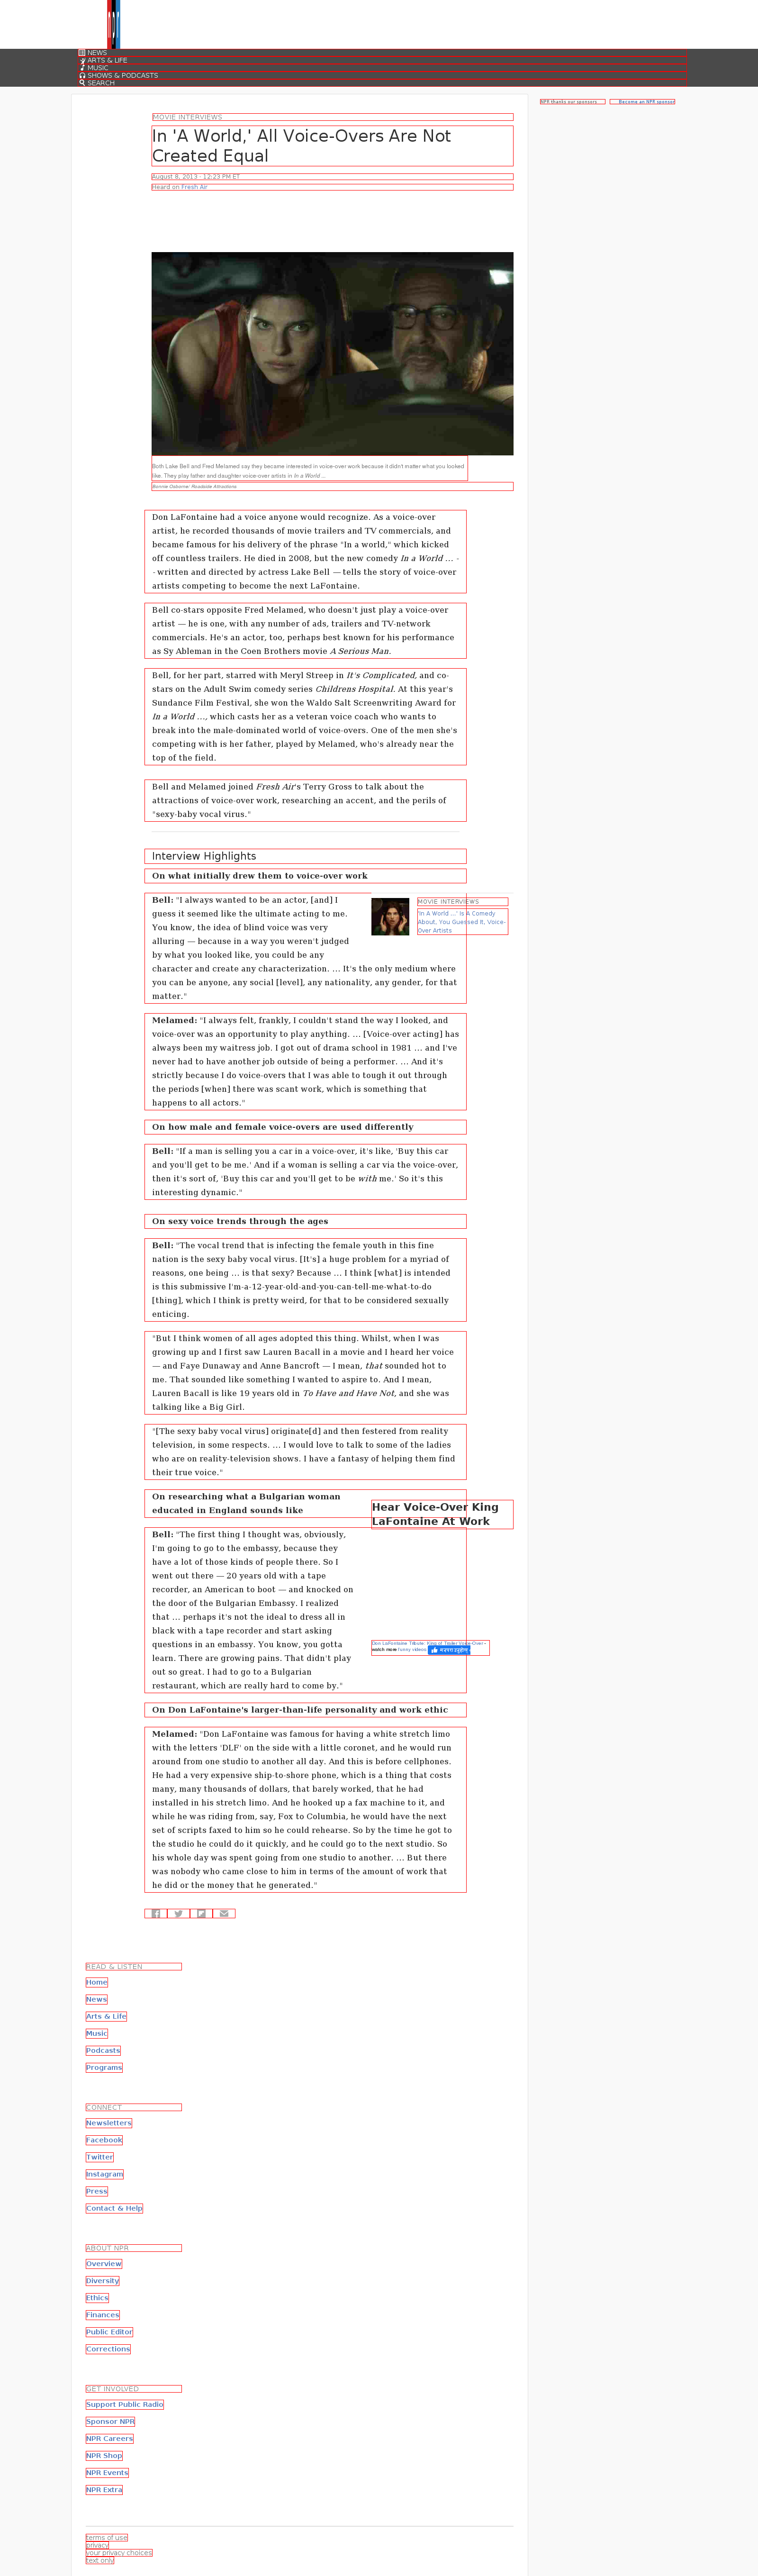 NEWS
ARTS & LIFE
MUSIC
SHOWS & PODCASTS
SEARCH
NPR thanks our sponsors
Become an NPR sponsor
MOVIE INTERVIEWS
In 'A World,' All Voice-Overs Are Not
Created Equal
August 8, 2013 · 12:23 PM ET
Heard on Fresh Air
Both Lake Bell and Fred Melamed say they became interested in voice-over work because it didn't matter what you looked
like. They play father and daughter voice-over artists in In a World ...
Bonnie Osborne/ Roadside Attractions
Don LaFontaine had a voice anyone would recognize. As a voice-over
artist, he recorded thousands of movie trailers and TV commercials, and
became famous for his delivery of the phrase "In a world," which kicked
off countless trailers. He died in 2008, but the new comedy In a World ... -
- written and directed by actress Lake Bell — tells the story of voice-over
artists competing to become the next LaFontaine.
Bell co-stars opposite Fred Melamed, who doesn't just play a voice-over
artist — he is one, with any number of ads, trailers and TV-network
commercials. He's an actor, too, perhaps best known for his performance
as Sy Ableman in the Coen Brothers movie A Serious Man.
Bell, for her part, starred with Meryl Streep in It's Complicated, and co-
stars on the Adult Swim comedy series Childrens Hospital. At this year's
Sundance Film Festival, she won the Waldo Salt Screenwriting Award for
In a World ..., which casts her as a veteran voice coach who wants to
break into the male-dominated world of voice-overs. One of the men she's
competing with is her father, played by Melamed, who's already near the
top of the field.
Bell and Melamed joined Fresh Air's Terry Gross to talk about the
attractions of voice-over work, researching an accent, and the perils of
"sexy-baby vocal virus."
Interview Highlights
On what initially drew them to voice-over work
MOVIE INTERVIEWS
'In A World ...' Is A Comedy
About, You Guessed It, Voice-
Over Artists
Bell: "I always wanted to be an actor, [and] I
guess it seemed like the ultimate acting to me.
You know, the idea of blind voice was very
alluring — because in a way you weren't judged
by what you looked like, you could be any
character and create any characterization. ... It's the only medium where
you can be anyone, any social [level], any nationality, any gender, for that
matter."
Melamed: "I always felt, frankly, I couldn't stand the way I looked, and
voice-over was an opportunity to play anything. ... [Voice-over acting] has
always been my waitress job. I got out of drama school in 1981 ... and I've
never had to have another job outside of being a performer. ... And it's
strictly because I do voice-overs that I was able to tough it out through
the periods [when] there was scant work, which is something that
happens to all actors."
On how male and female voice-overs are used differently
Bell: "If a man is selling you a car in a voice-over, it's like, 'Buy this car
and you'll get to be me.' And if a woman is selling a car via the voice-over,
then it's sort of, 'Buy this car and you'll get to be with me.' So it's this
interesting dynamic."
On sexy voice trends through the ages
Bell: "The vocal trend that is infecting the female youth in this fine
nation is the sexy baby vocal virus. [It's] a huge problem for a myriad of
reasons, one being ... is that sexy? Because ... I think [what] is intended
is this submissive I'm-a-12-year-old-and-you-can-tell-me-what-to-do
[thing], which I think is pretty weird, for that to be considered sexually
enticing.
"But I think women of all ages adopted this thing. Whilst, when I was
growing up and I first saw Lauren Bacall in a movie and I heard her voice
— and Faye Dunaway and Anne Bancroft — I mean, that sounded hot to
me. That sounded like something I wanted to aspire to. And I mean,
Lauren Bacall is like 19 years old in To Have and Have Not, and she was
talking like a Big Girl.
"[The sexy baby vocal virus] originate[d] and then festered from reality
television, in some respects. ... I would love to talk to some of the ladies
who are on reality-television shows. I have a fantasy of helping them find
their true voice."
On researching what a Bulgarian woman
educated in England sounds like
Hear Voice-Over King
LaFontaine At Work
Bell: "The first thing I thought was, obviously,
I'm going to go to the embassy, because they
have a lot of those kinds of people there. So I
went out there — 20 years old with a tape
recorder, an American to boot — and knocked on
the door of the Bulgarian Embassy. I realized
that ... perhaps it's not the ideal to dress all in
black with a tape recorder and start asking
questions in an embassy. You know, you gotta
learn. There are growing pains. That didn't play
out so great. I had to go to a Bulgarian
restaurant, which are really hard to come by."
Don LaFontaine Tribute: King of Trailer Voice-Over -
watch more funny videos
On Don LaFontaine's larger-than-life personality and work ethic
Melamed: "Don LaFontaine was famous for having a white stretch limo
with the letters 'DLF' on the side with a little coronet, and he would run
around from one studio to another all day. And this is before cellphones.
He had a very expensive ship-to-shore phone, which is a thing that costs
many, many thousands of dollars, that barely worked, that he had
installed in his stretch limo. And he hooked up a fax machine to it, and
while he was riding from, say, Fox to Columbia, he would have the next
set of scripts faxed to him so he could rehearse. So by the time he got to
the studio he could do it quickly, and he could go to the next studio. So
his whole day was spent going from one studio to another. ... But there
was nobody who came close to him in terms of the amount of work that
he did or the money that he generated."
READ & LISTEN
Home
News
Arts & Life
Music
Podcasts
Programs
CONNECT
Newsletters
Facebook
Twitter
Instagram
Press
Contact & Help
ABOUT NPR
Overview
Diversity
Ethics
Finances
Public Editor
Corrections
GET INVOLVED
Support Public Radio
Sponsor NPR
NPR Careers
NPR Shop
NPR Events
NPR Extra
terms of use
privacy
your privacy choices
text only